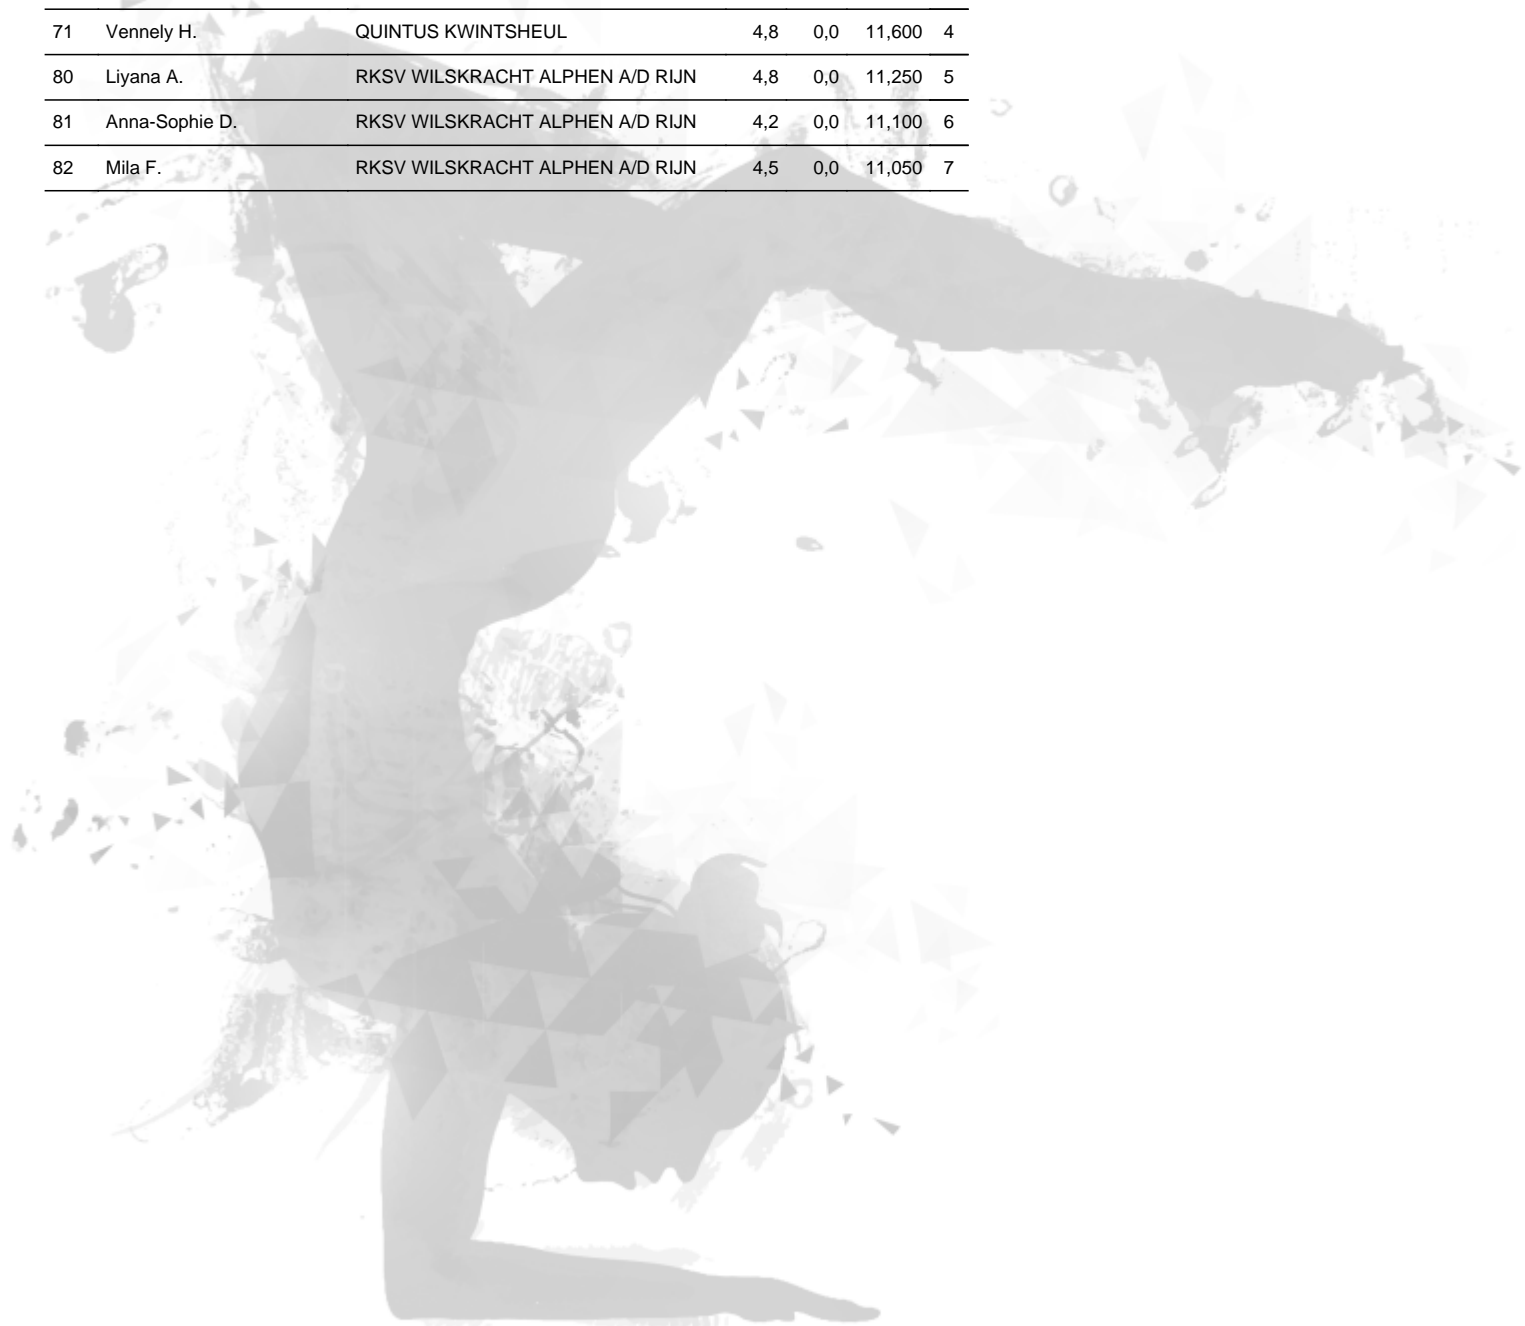 71 Vennely H. QUINTUS KWINTSHEUL 4,8 0,0 11,600 4
80 Liyana A. RKSV WILSKRACHT ALPHEN A/D RIJN 4,8 0,0 11,250 5
81 Anna-Sophie D. RKSV WILSKRACHT ALPHEN A/D RIJN 4,2 0,0 11,100 6
82 Mila F. RKSV WILSKRACHT ALPHEN A/D RIJN 4,5 0,0 11,050 7